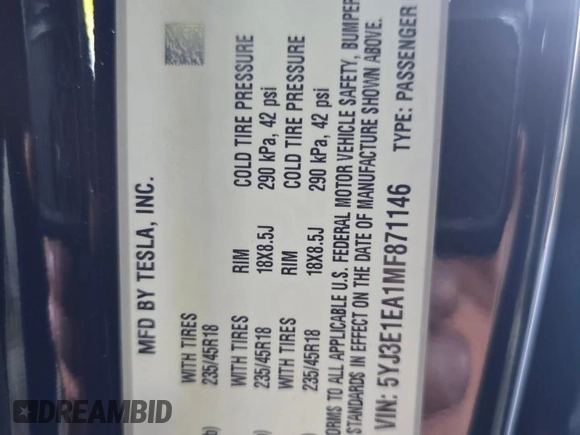 MFD BY TESLA, INC.
WITH TIRES
235/45R18
WITH TIRES RIM COLD TIRE PRESSURE
235/45R18 18X8.5J 290 kPa, 42 psi
WITH TIRES RIM COLD TIRE PRESSURE
235/45R18 18X8.5J 290 kPa, 42 psi
ORMS TO ALL APPLICABLE U.S. FEDERAL MOTOR VEHICLE SAFETY, BUMPER
STANDARDS IN EFFECT ON THE DATE OF MANUFACTURE SHOWN ABOVE.
VIN: 5YJ3E1EA1MF871146 TYPE: PASSENGER
DREAMBID